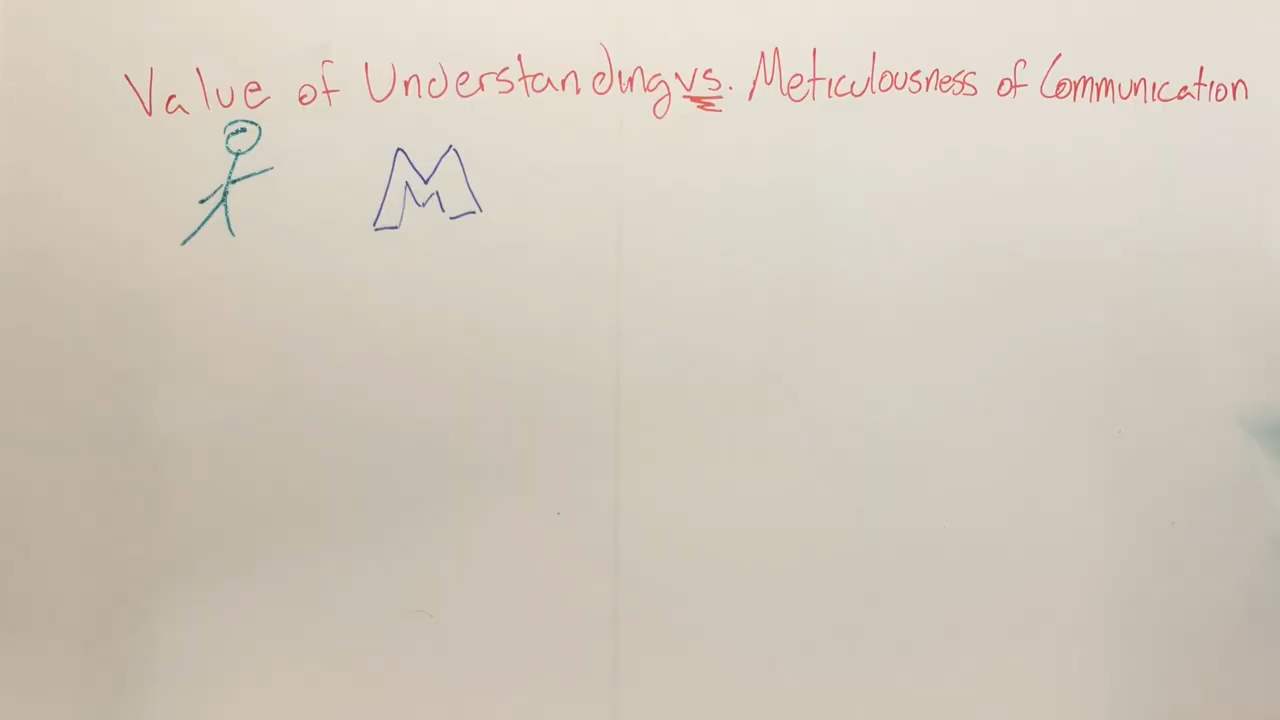 Value of Understanding vs. Meticulousness of Communication
M